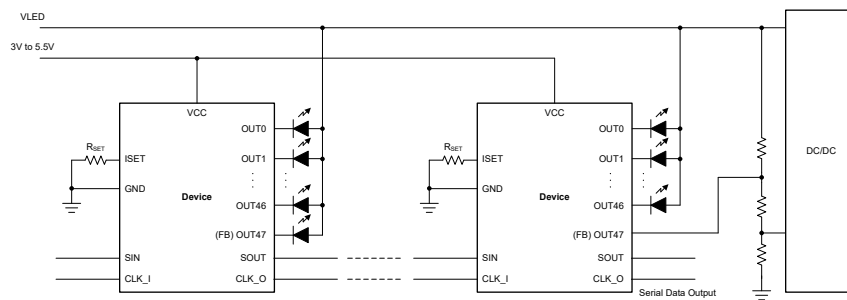 VLED
3V to 5.5V
VCC
VCC
OUT0
OUT0
RSET
ISET
OUT1
RSET
ISET
OUT1
DC/DC
GND
Device
GND
Device
OUT46
OUT46
(FB) OUT47
(FB) OUT47
SIN
SOUT
SIN
SOUT
CLK_I
CLK_O
CLK_I
CLK_O
Serial Data Output